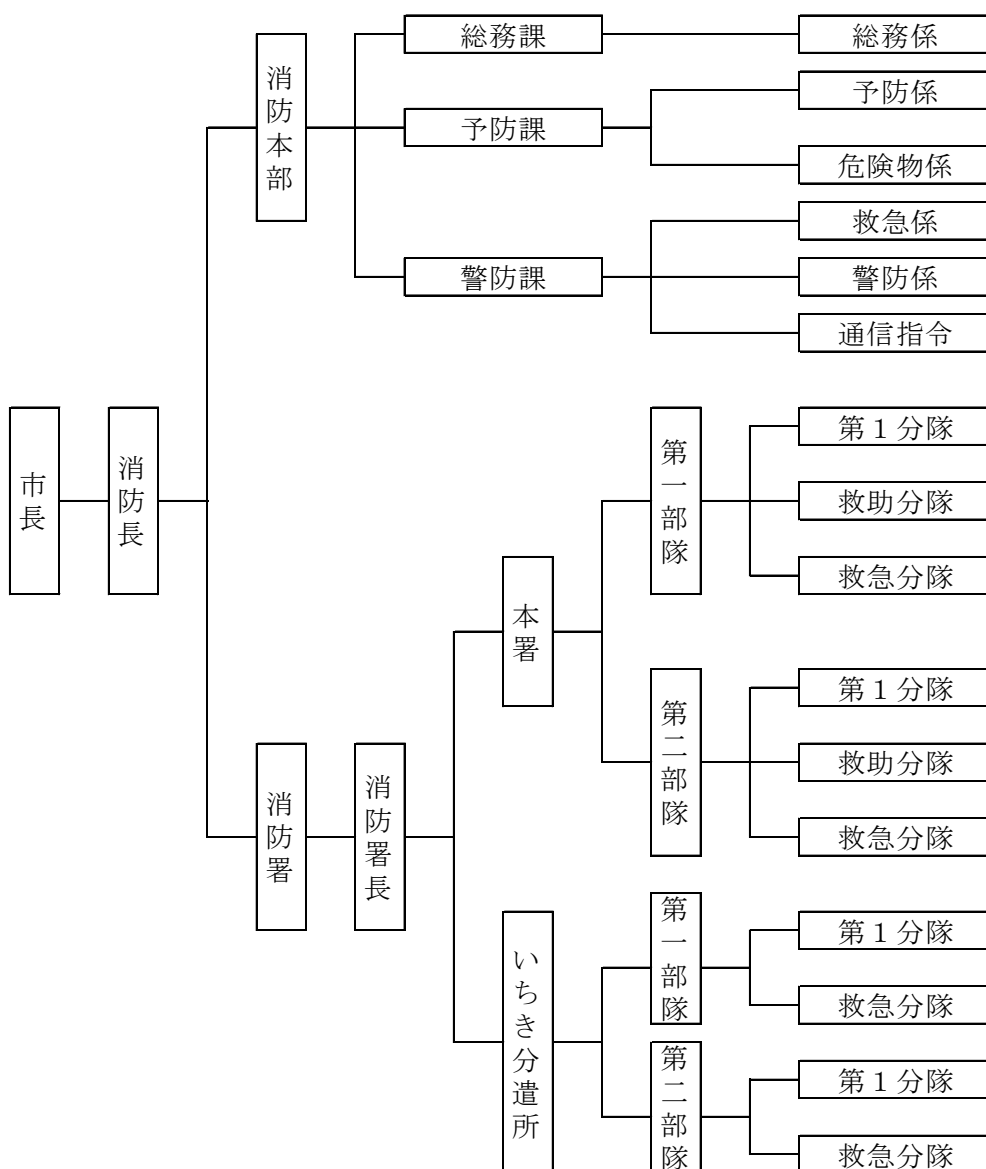 市長
消防長
消防本部
総務課
総務係
予防課
予防係
危険物係
警防課
救急係
警防係
通信指令
消防署
消防署長
本署
第一部隊
第1分隊
救助分隊
救急分隊
第二部隊
第1分隊
救助分隊
救急分隊
いちき分遣所
第一部隊
第1分隊
救急分隊
第二部隊
第1分隊
救急分隊